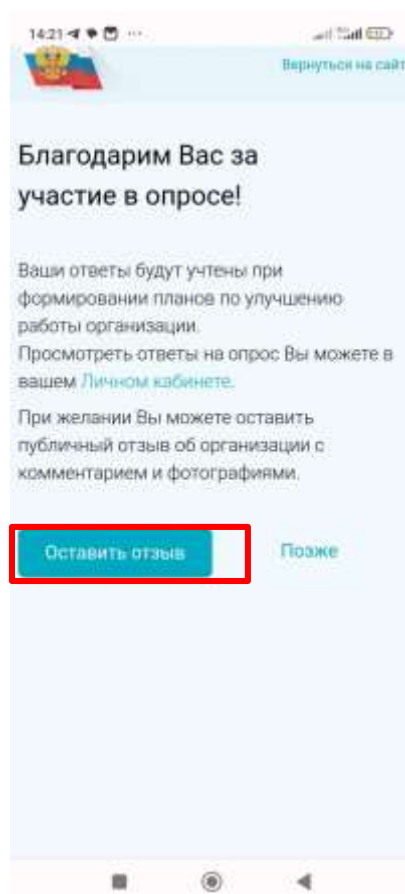 14:21
Вернуться на сайт
Благодарим Вас за
участие в опросе!
Ваши ответы будут учтены при
формировании планов по улучшению
работы организации.
Просмотреть ответы на опрос Вы можете в
вашем Личном кабинете.
При желании Вы можете оставить
публичный отзыв об организации с
комментарием и фотографиями.
Оставить отзыв
Позже